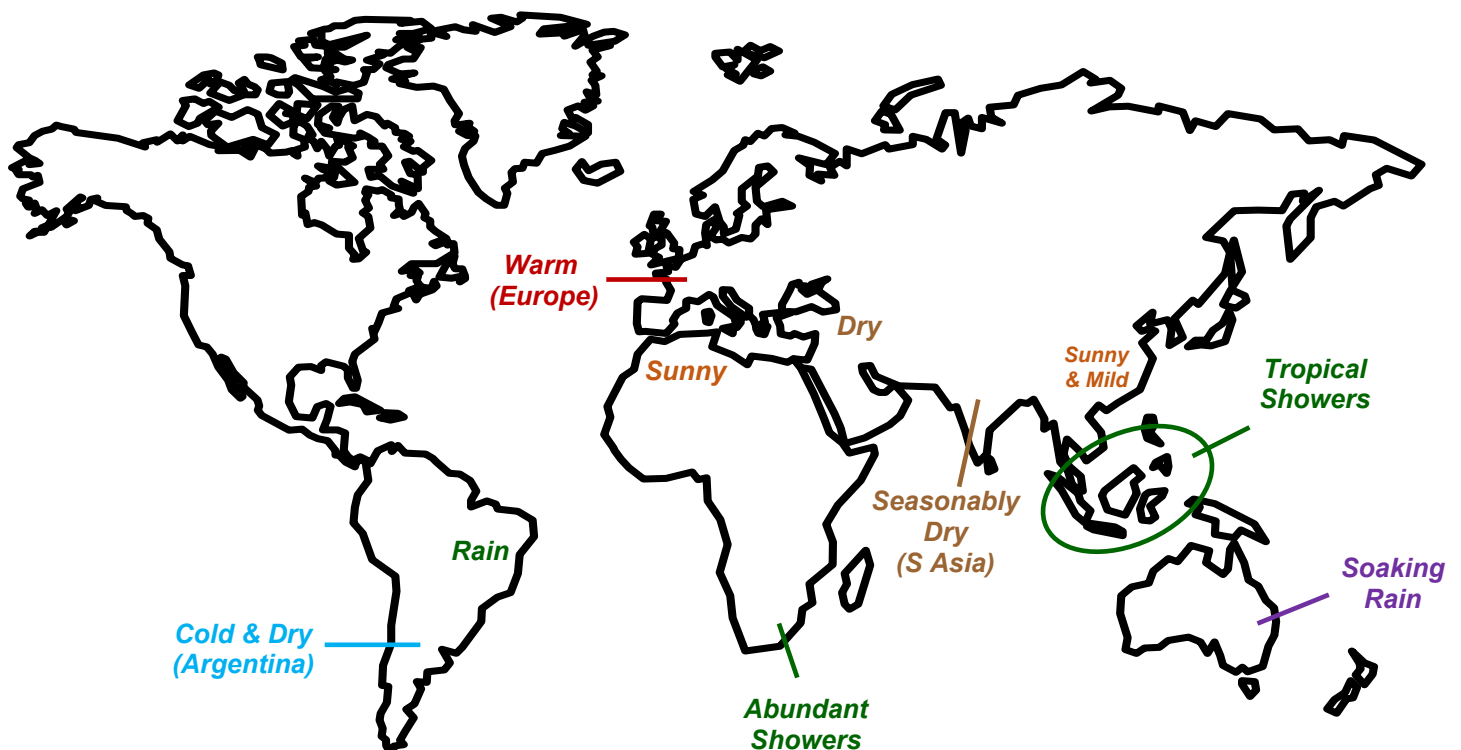 Warm
(Europe)
Dry
Sunny
Sunny
& Mild
Tropical
Showers
Seasonably
Dry
(S Asia)
Rain
Soaking
Rain
Cold & Dry
(Argentina)
Abundant
Showers